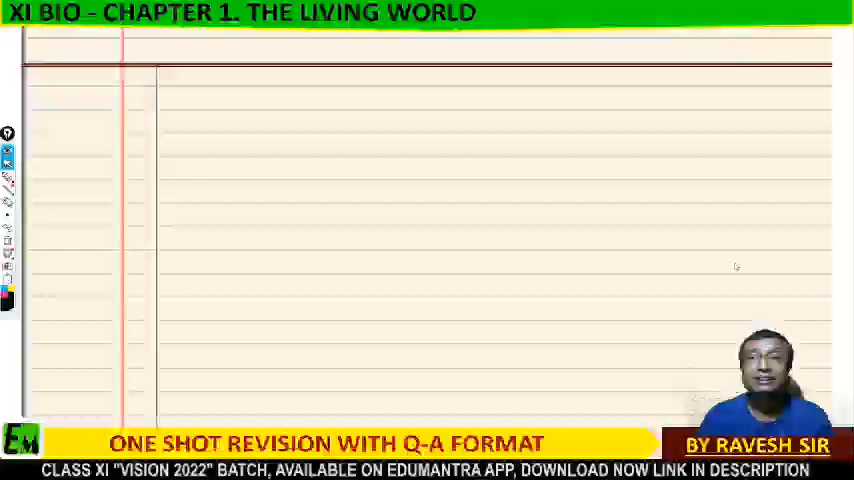 XI BIO - CHAPTER 1. THE LIVING WORLD
EM
ONE SHOT REVISION WITH Q-A FORMAT
BY RAVESH SIR
CLASS XI "VISION 2022" BATCH, AVAILABLE ON EDUMANTRA APP, DOWNLOAD NOW LINK IN DESCRIPTION